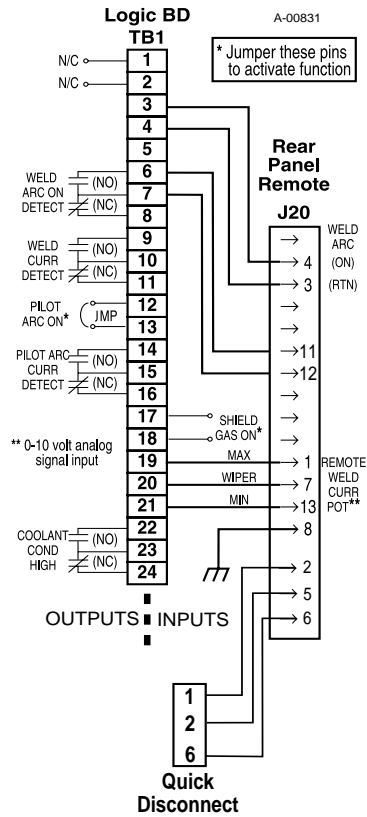 Logic BD
TB1
A-00831
* Jumper these pins
to activate function
N/C
N/C
1
2
3
4
5
6
7
8
9
10
11
12
13
14
15
16
17
18
19
20
21
22
23
24
WELD
ARC ON
DETECT
(NO)
(NC)
WELD
CURR
DETECT
(NO)
(NC)
PILOT
ARC ON*
JMP
PILOT ARC
CURR
DETECT
(NO)
(NC)
** 0-10 volt analog
signal input
COOLANT
COND
HIGH
(NO)
(NC)
SHIELD
GAS ON*
MAX
WIPER
MIN
Rear
Panel
Remote
J20
4
3
11
12
1
7
13
8
2
5
6
WELD
ARC
(ON)
(RTN)
REMOTE
WELD
CURR
POT**
OUTPUTS INPUTS
1
2
6
Quick
Disconnect